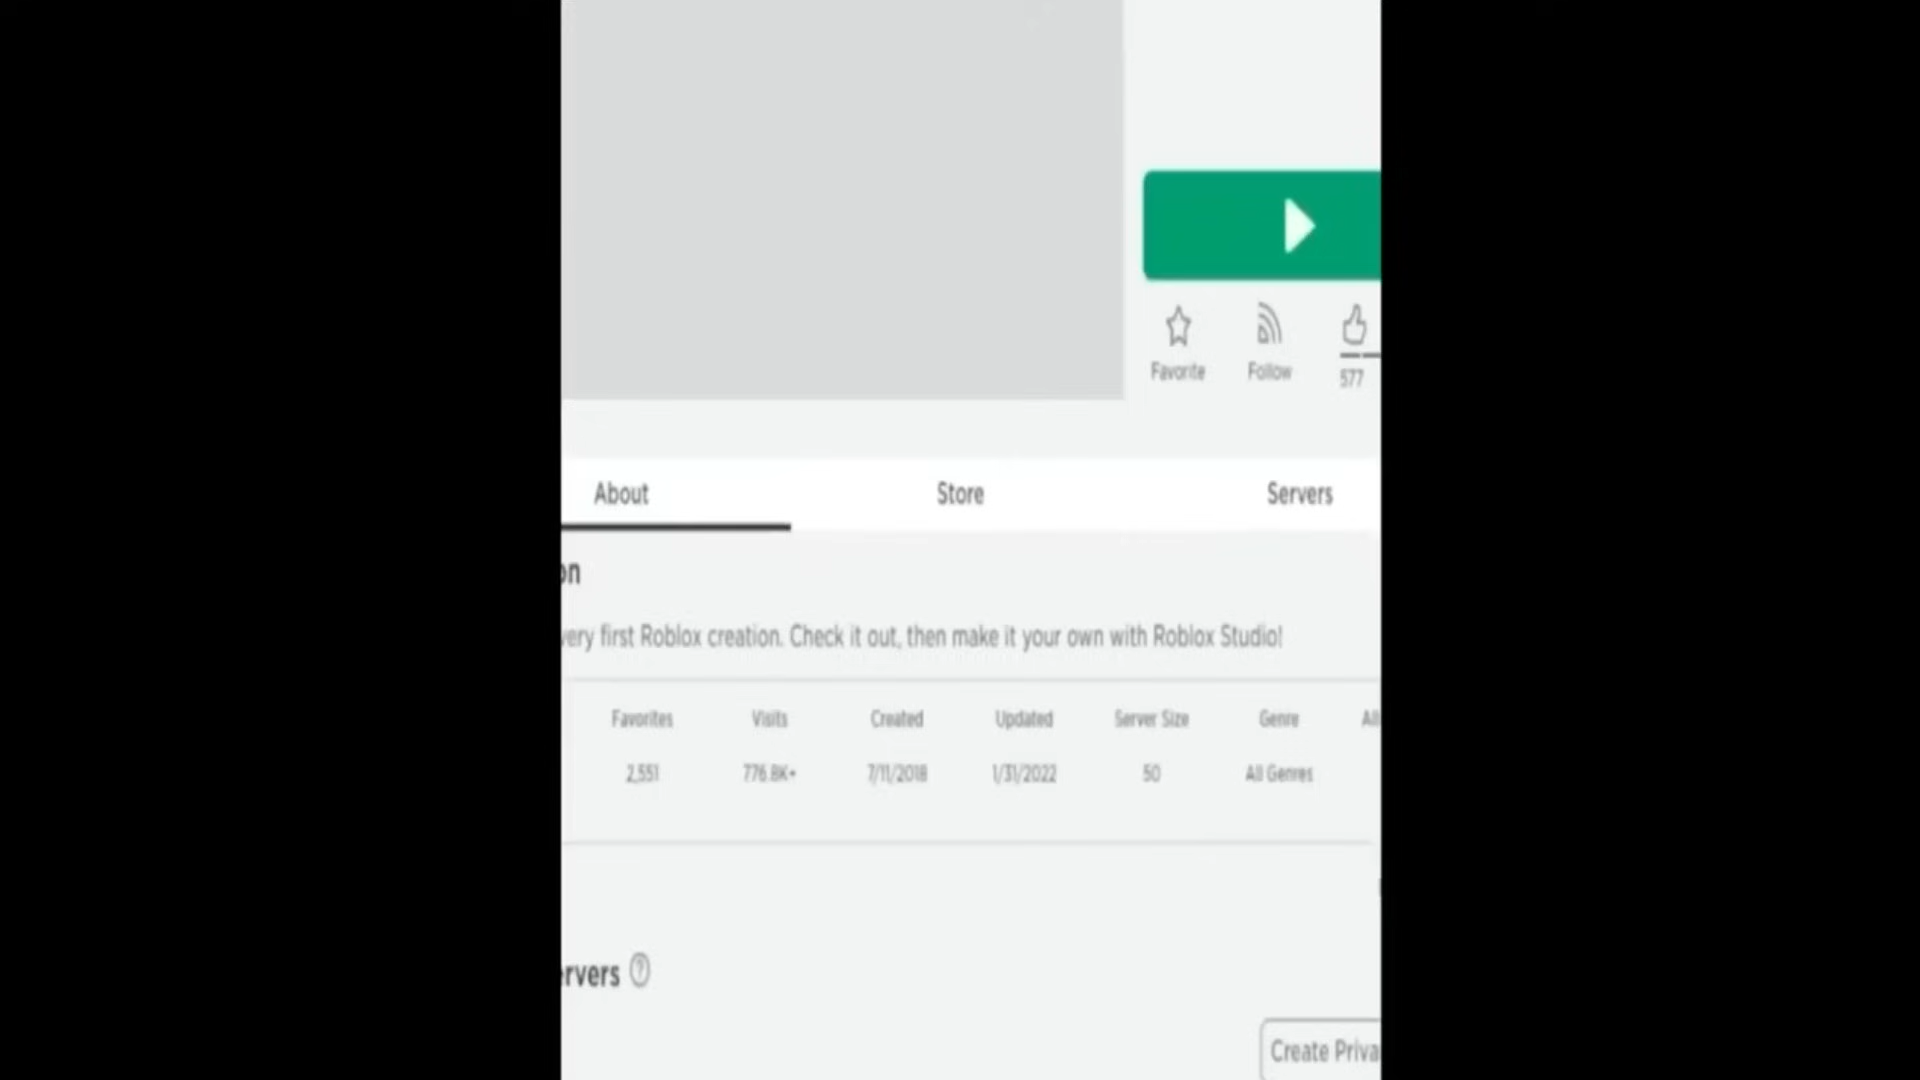 Favorite Follow 577
About Store Servers
on
very first Roblox creation. Check it out, then make it your own with Roblox Studio!
Favorites Visits Created Updated Server Size Genre All
2,551 776.8K+ 7/11/2018 1/31/2022 50 All Genres
ervers
Create Priva